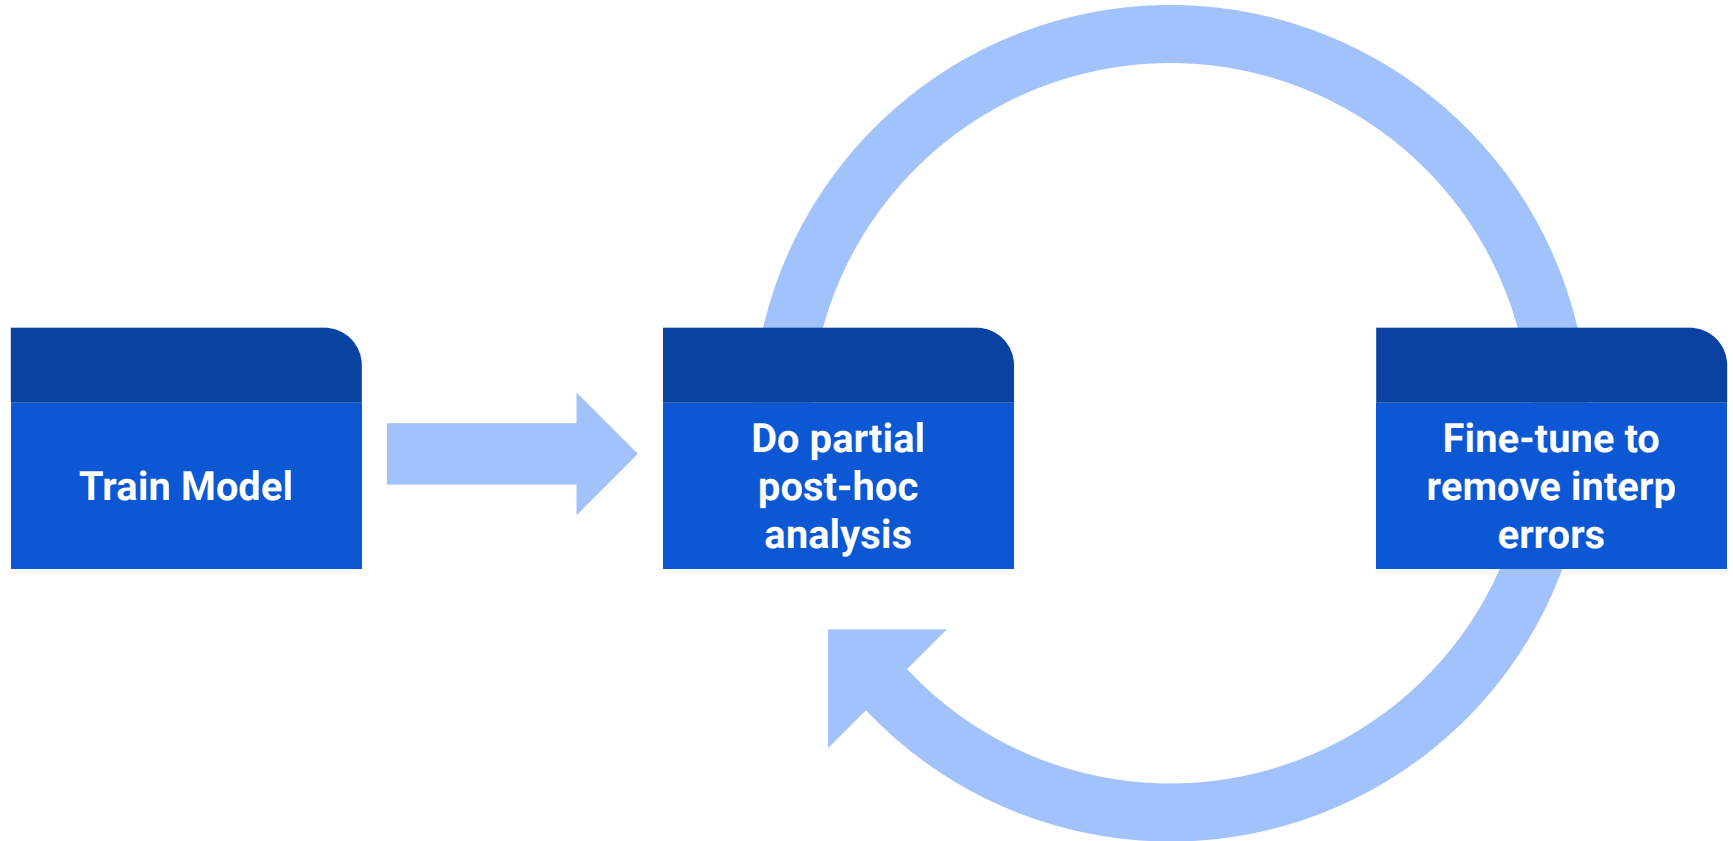 Train Model
Do partial
post-hoc
analysis
Fine-tune to
remove interp
errors